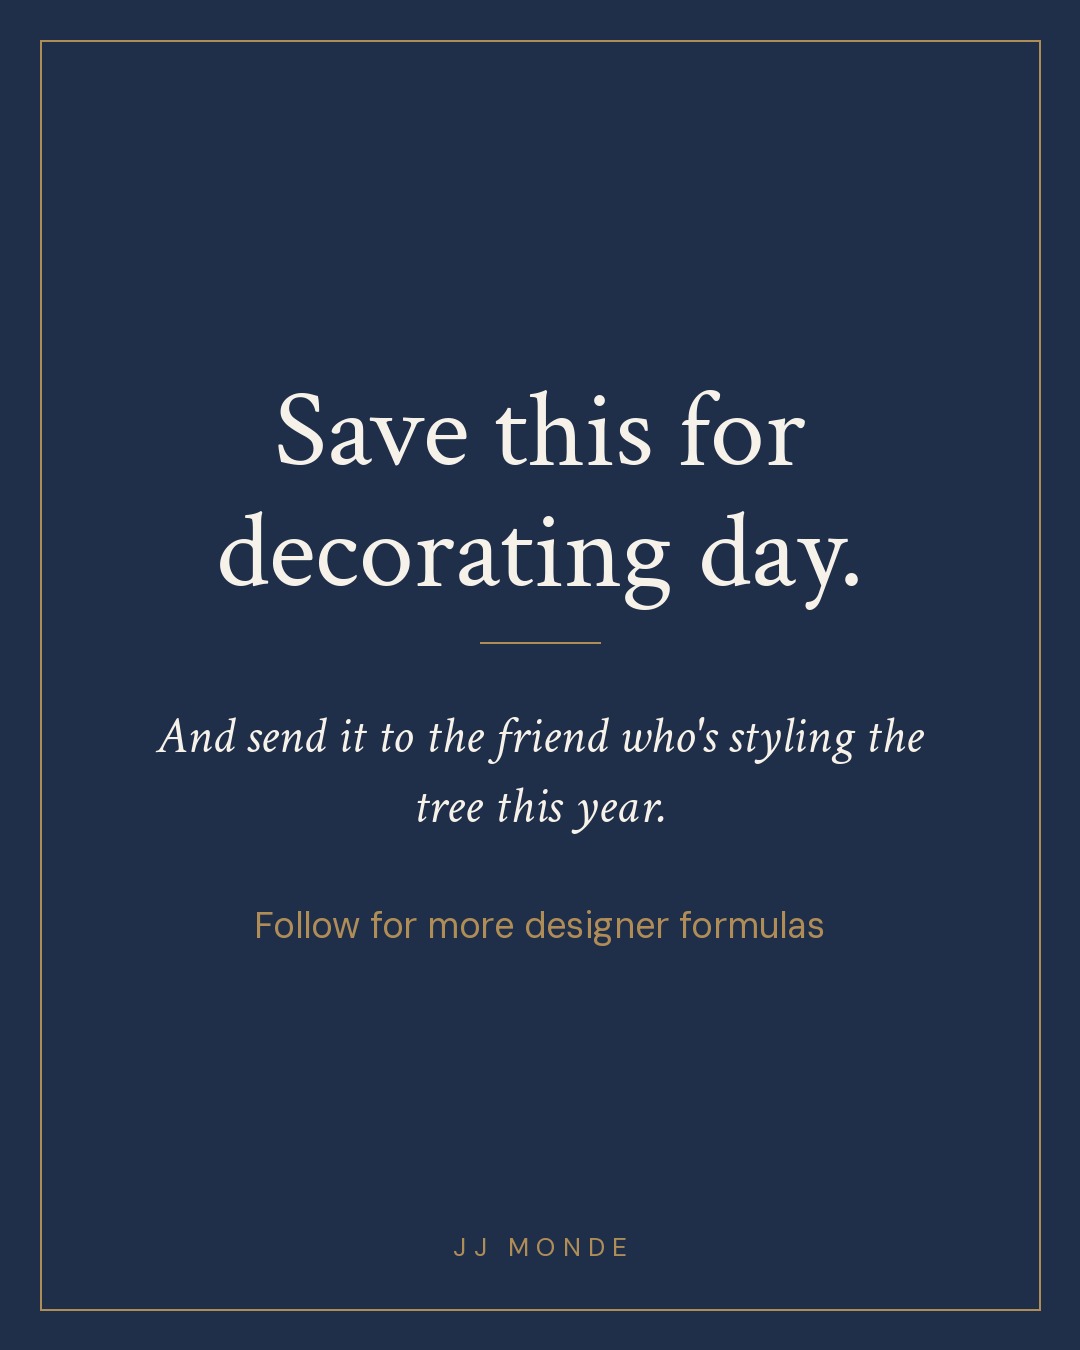 Save this for
decorating day.
And send it to the friend who's styling the
tree this year.
Follow for more designer formulas
JJ MONDE